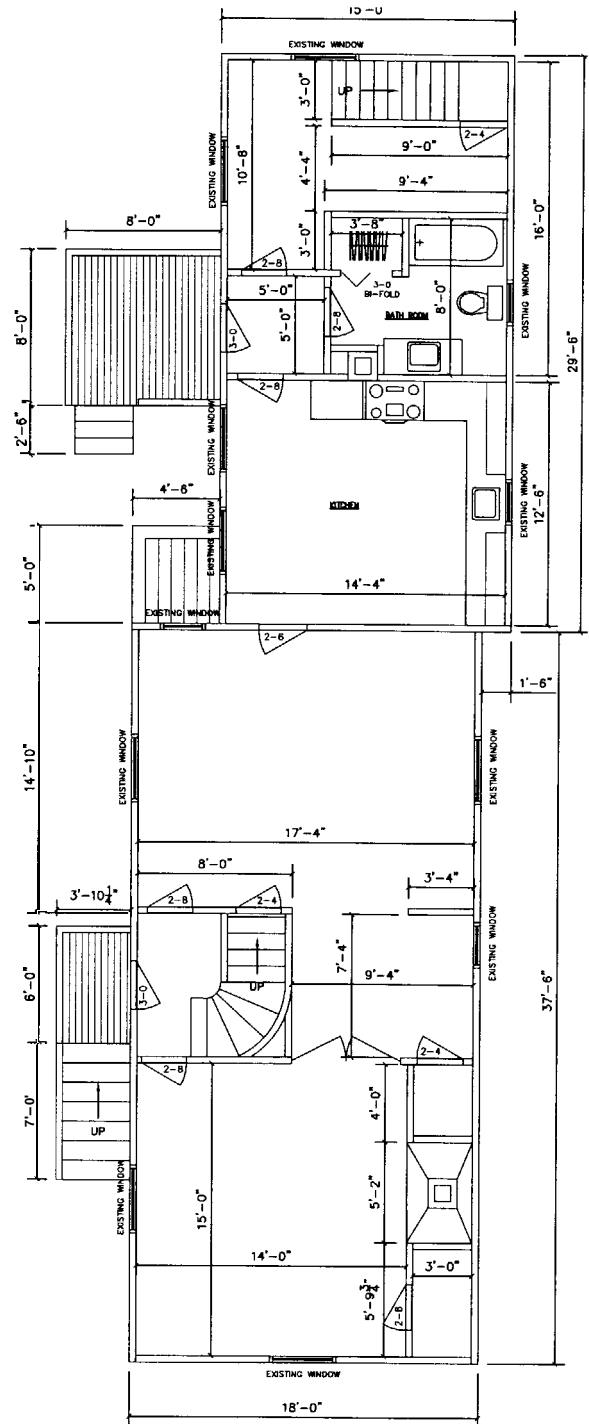 15'-0
EXISTING WINDOW
UP
3'-0"
2-4
9'-0"
10'-8"
4'-4"
EXISTING WINDOW
9'-4"
16'-0"
8'-0"
3'-8"
3'-0"
2-8
3-0
BI-FOLD
8'-0"
BATH ROOM
EXISTING WINDOW
29'-6"
5'-0"
5'-0"
2-8
3-0
8'-0"
2-8
2'-6"
EXISTING WINDOW
4'-6"
KITCHEN
EXISTING WINDOW
12'-6"
EXISTING WINDOW
5'-0"
14'-4"
EXISTING WINDOW
2-6
1'-6"
14'-10"
EXISTING WINDOW
EXISTING WINDOW
17'-4"
8'-0"
3'-4"
3'-10 1/4"
2-8
2-4
EXISTING WINDOW
7'-4"
9'-4"
6'-0"
3-0
UP
37'-6"
2-8
2-4
7'-0'
UP
4'-0"
5'-2"
EXISTING WINDOW
15'-0"
14'-0"
3'-0"
5'-9 3/4"
2-8
EXISTING WINDOW
18'-0"